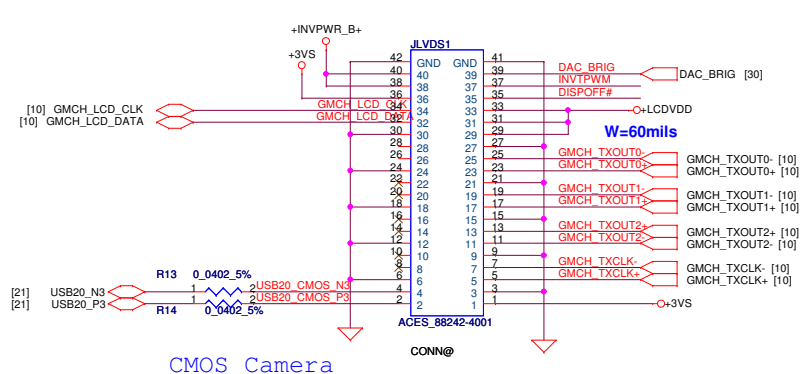 +INVPWR_B+
+3VS
JLVDS1
42 GND GND 41
40 40 39 39 DAC_BRIG DAC_BRIG [30]
38 38 37 37 INVTPWM
36 36 35 35 DISPOFF#
[10] GMCH_LCD_CLK GMCH_LCD_CLK 34 34 33 33 +LCDVDD
[10] GMCH_LCD_DATA GMCH_LCD_DATA 32 32 31 31
30 30 29 29 W=60mils
28 28 27 27
26 26 25 25 GMCH_TXOUT0- GMCH_TXOUT0- [10]
24 24 23 23 GMCH_TXOUT0+ GMCH_TXOUT0+ [10]
22 22 21 21
20 20 19 19 GMCH_TXOUT1- GMCH_TXOUT1- [10]
18 18 17 17 GMCH_TXOUT1+ GMCH_TXOUT1+ [10]
16 16 15 15
14 14 13 13 GMCH_TXOUT2+ GMCH_TXOUT2+ [10]
12 12 11 11 GMCH_TXOUT2- GMCH_TXOUT2- [10]
10 10 9 9
8 8 7 7 GMCH_TXCLK- GMCH_TXCLK- [10]
6 6 5 5 GMCH_TXCLK+ GMCH_TXCLK+ [10]
R13 0_0402_5%
[21] USB20_N3 1 2 USB20_CMOS_N3 4 4 3 3
[21] USB20_P3 1 2 USB20_CMOS_P3 2 2 1 1 +3VS
R14 0_0402_5%
ACES_88242-4001
CONN@
CMOS Camera